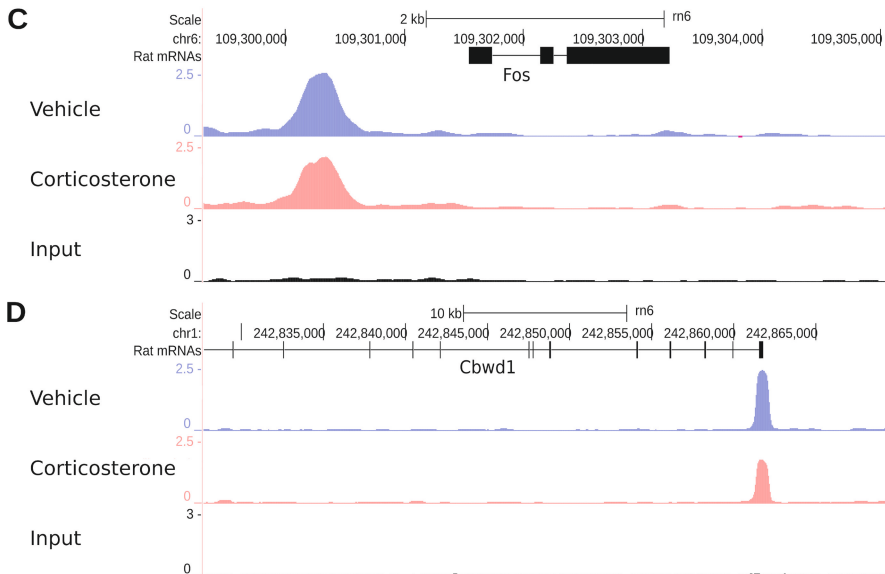 C
Scale 2 kb rn6
chr6: 109,300,000 109,301,000 109,302,000 109,303,000 109,304,000 109,305,000
Rat mRNAs
Fos
2.5 -
Vehicle
0 _
2.5 -
Corticosterone
0 _
3 -
Input
0 _
D
Scale 10 kb rn6
chr1: 242,835,000 242,840,000 242,845,000 242,850,000 242,855,000 242,860,000 242,865,000
Rat mRNAs
Cbwd1
2.5 -
Vehicle
0 _
2.5 -
Corticosterone
0 _
3 -
Input
0